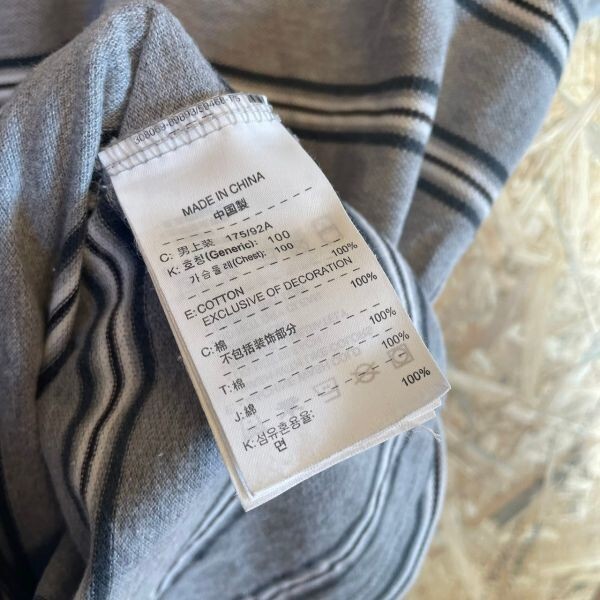 MADE IN CHINA
中国製
C: 男上装 175/92A
K: 호칭(Generic): 100
가슴둘레(Chest): 100
E: COTTON 100%
EXCLUSIVE OF DECORATION
C: 棉 100%
不包括装饰部分
T: 棉 100%
J: 綿 100%
K: 섬유혼용율:
면 100%